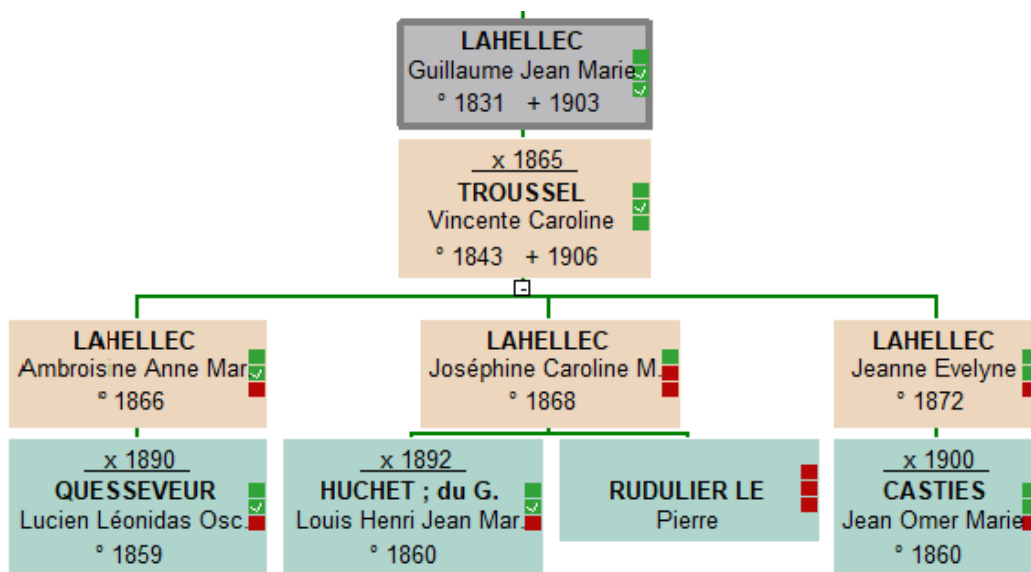 LAHELLEC
Guillaume Jean Marie
° 1831 + 1903
x 1865
TROUSSEL
Vincente Caroline
° 1843 + 1906
LAHELLEC
Ambroisine Anne Mar
° 1866
LAHELLEC
Joséphine Caroline M.
° 1868
LAHELLEC
Jeanne Evelyne
° 1872
x 1890
QUESSEVEUR
Lucien Léonidas Osc.
° 1859
x 1892
HUCHET ; du G.
Louis Henri Jean Mar.
° 1860
RUDULIER LE
Pierre
x 1900
CASTIES
Jean Omer Marie
° 1860